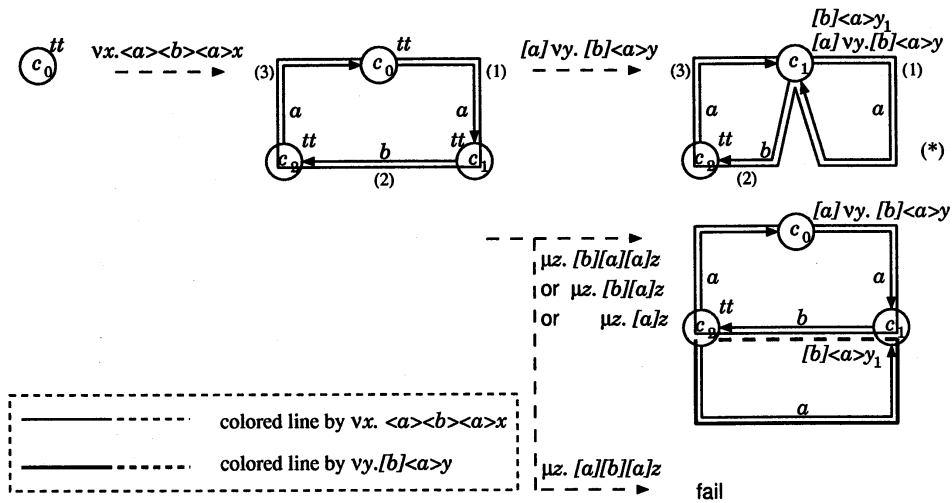 tt
c0
νx.<a><b><a>x
tt
(3) c0 (1)
a a
tt tt
c2 b c1
(2)
[a] νy. [b]<a>y
[b]<a>y1
[a] νy.[b]<a>y
(3) c1 (1)
a a
tt
c2 b (*)
(2)
[a] νy. [b]<a>y
c0
μz. [b][a][a]z
or μz. [b][a]z
or μz. [a]z
a a
tt
c2 b c1
[b]<a>y1
a
colored line by νx. <a><b><a>x
colored line by νy.[b]<a>y
μz. [a][b][a]z
fail